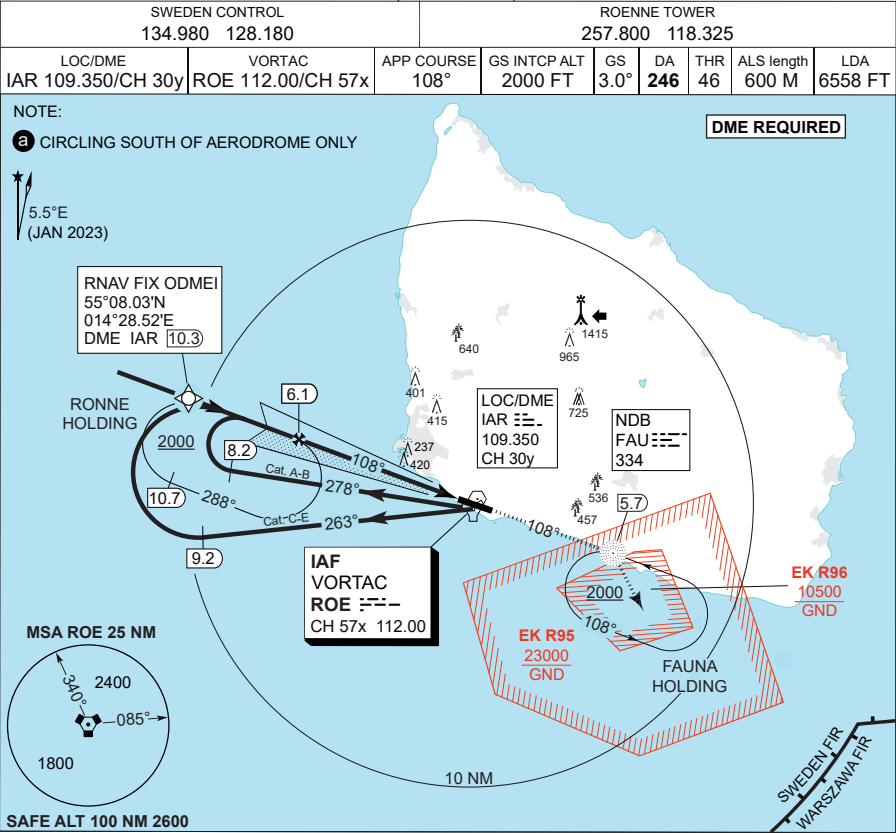 SWEDEN CONTROL
134.980 128.180
ROENNE TOWER
257.800 118.325
LOC/DME
IAR 109.350/CH 30y
VORTAC
ROE 112.00/CH 57x
APP COURSE
108°
GS INTCP ALT
2000 FT
GS
3.0°
DA
246
THR
46
ALS length
600 M
LDA
6558 FT
NOTE:
a CIRCLING SOUTH OF AERODROME ONLY
DME REQUIRED
5.5°E
(JAN 2023)
RNAV FIX ODMEI
55°08.03'N
014°28.52'E
DME IAR 10.3
1415
640
965
401
415
725
RONNE
HOLDING
6.1
2000
8.2
LOC/DME
IAR
109.350
CH 30y
NDB
FAU
334
237
420
108°
Cat. A-B
278°
10.7
288°
Cat. C-E
263°
9.2
536
457
5.7
108°
IAF
VORTAC
ROE
CH 57x 112.00
EK R96
10500
GND
2000
108°
EK R95
23000
GND
FAUNA
HOLDING
MSA ROE 25 NM
340°
2400
085°
1800
10 NM
SWEDEN FIR
WARSZAWA FIR
SAFE ALT 100 NM 2600